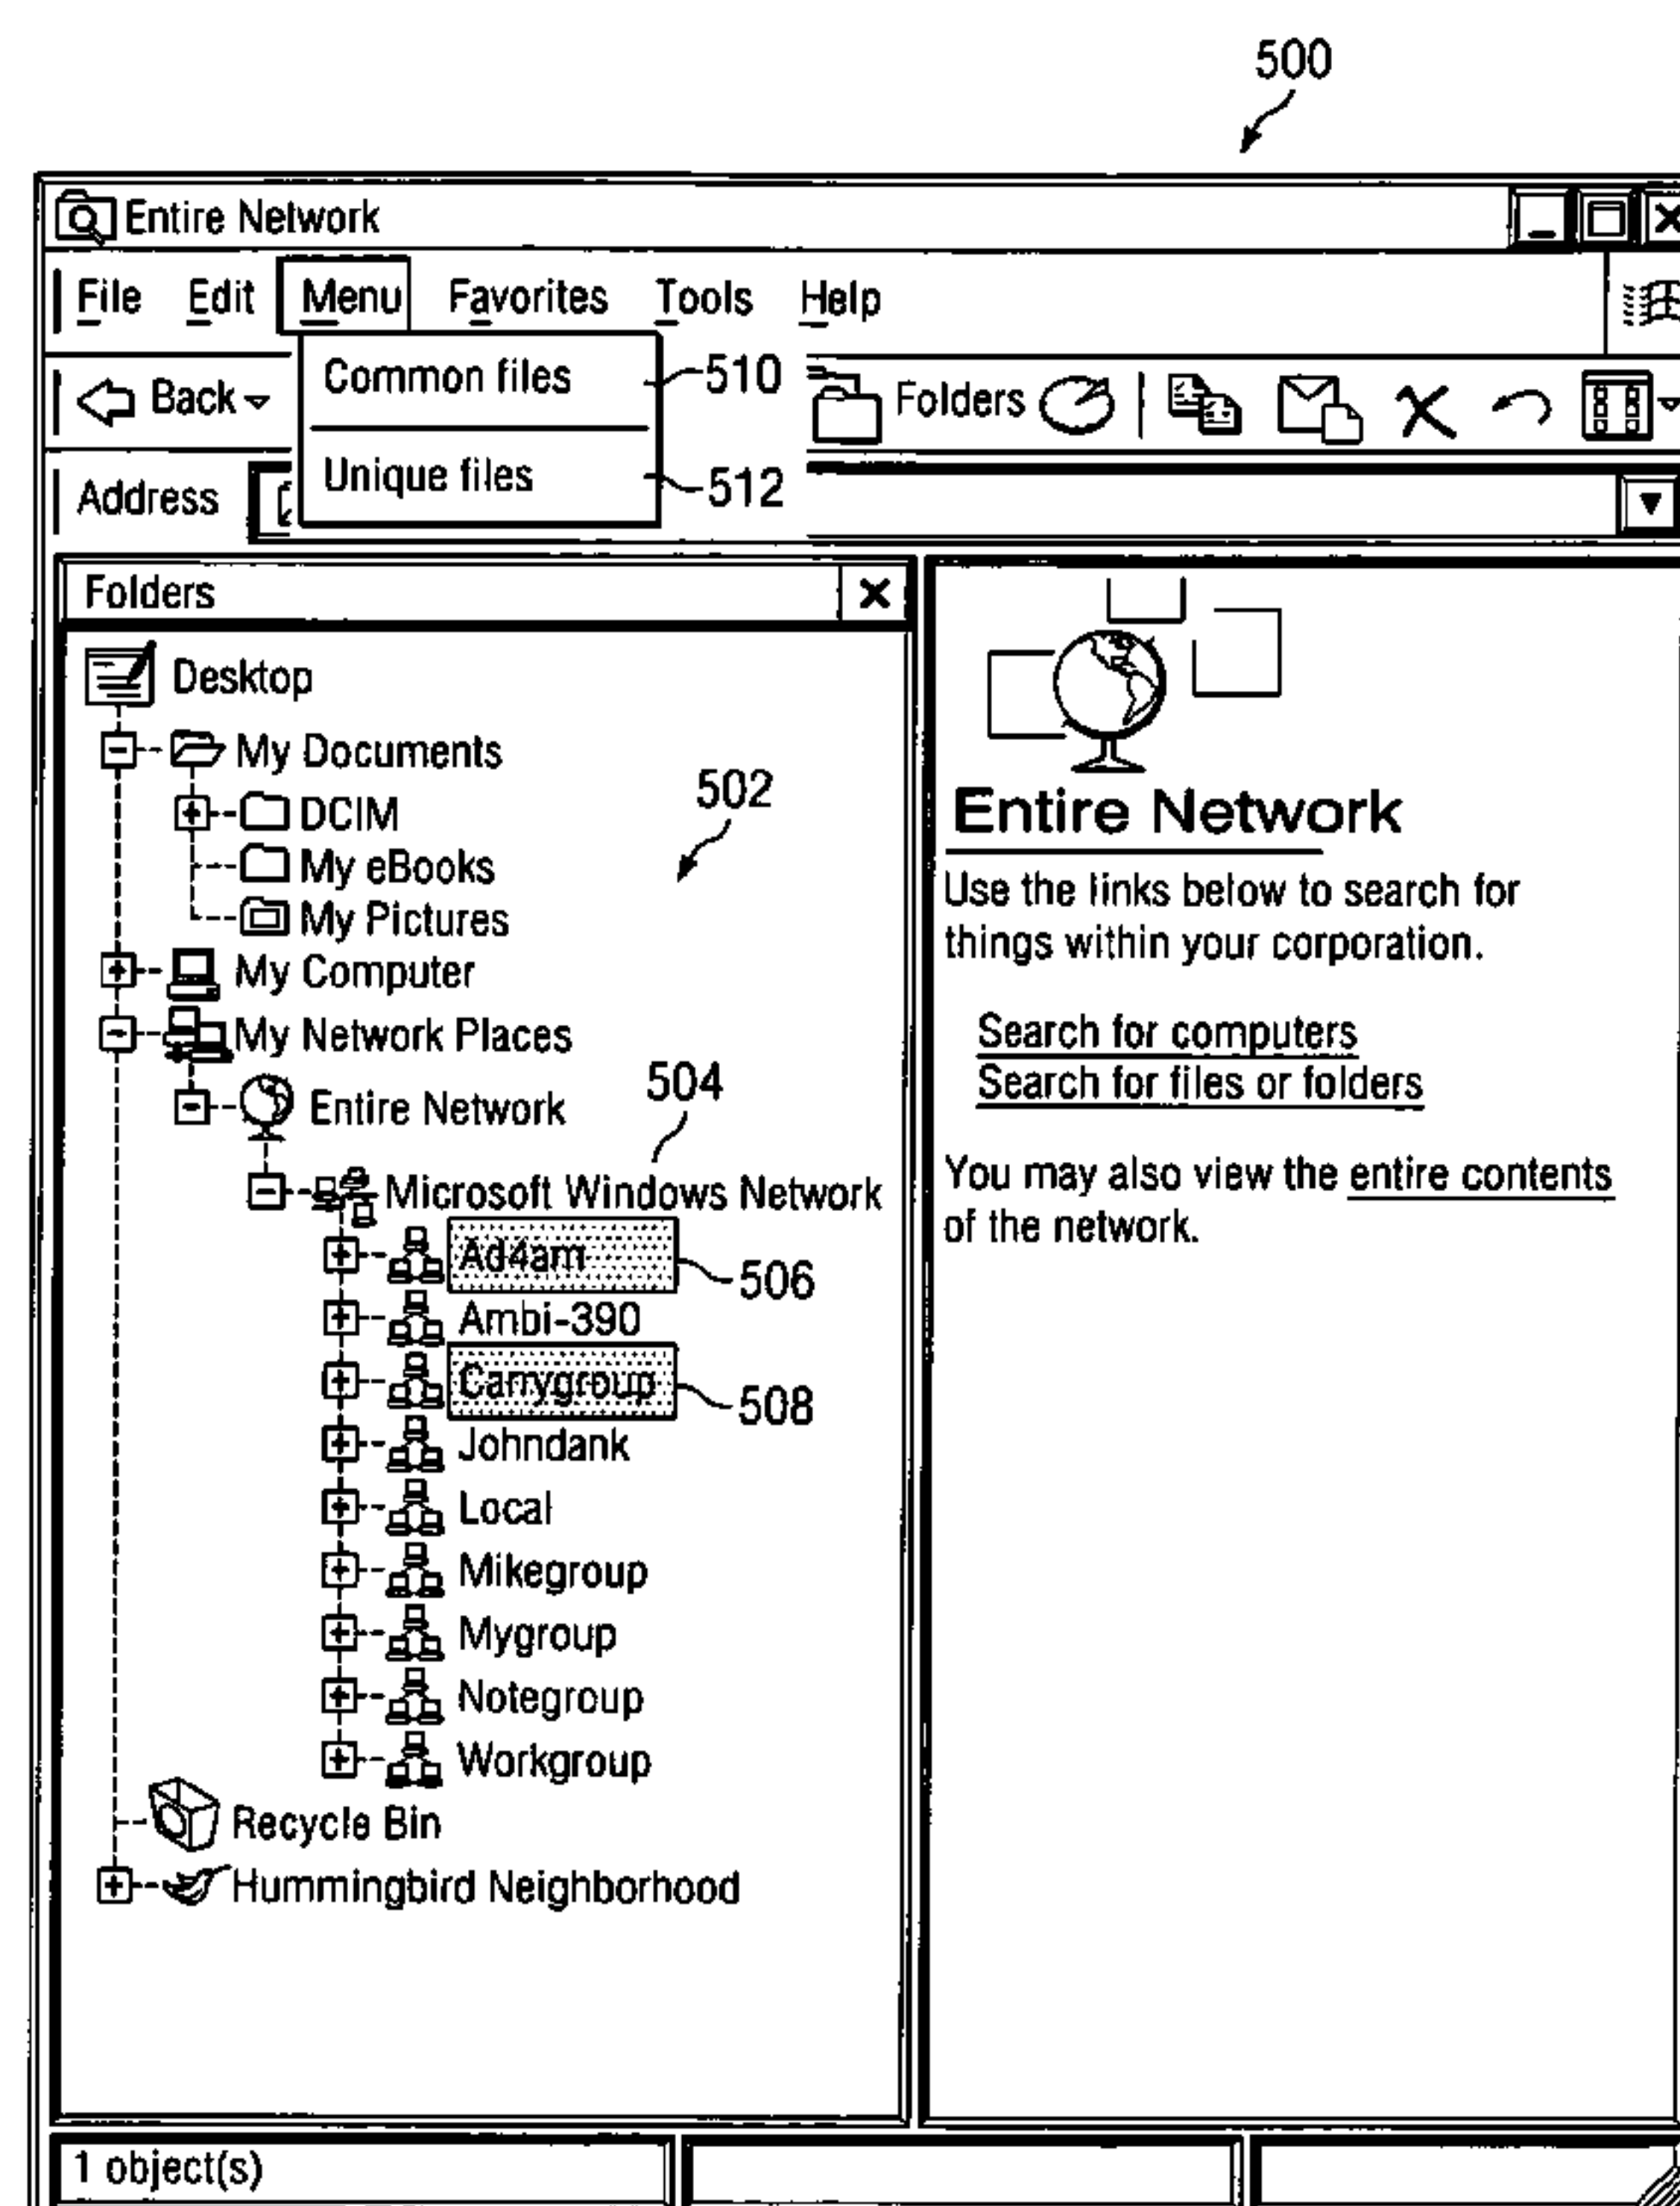 500
Entire Network
File Edit Menu Favorites Tools Help
Common files 510
Back Folders
Unique files 512
Address
Folders
Desktop
My Documents
502
DCIM
My eBooks
My Pictures
My Computer
My Network Places
504
Entire Network
Microsoft Windows Network
Ad4am 506
Ambi-390
Carrygroup 508
Johndank
Local
Mikegroup
Mygroup
Notegroup
Workgroup
Recycle Bin
Hummingbird Neighborhood
Entire Network
Use the links below to search for
things within your corporation.
Search for computers
Search for files or folders
You may also view the entire contents
of the network.
1 object(s)